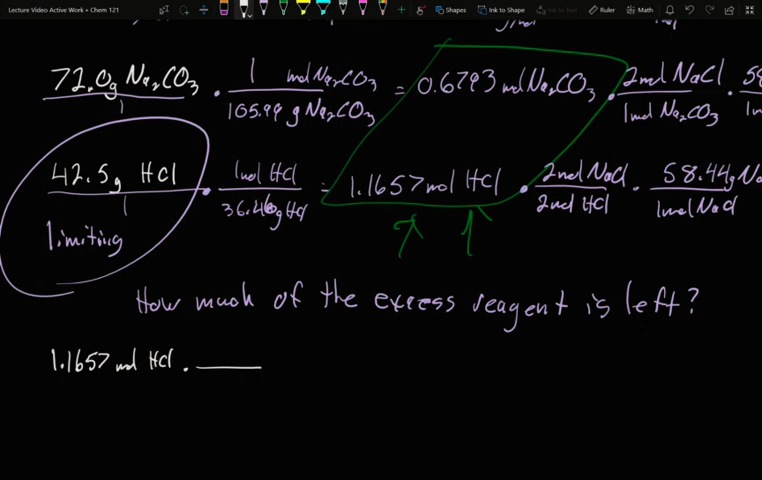 Lecture Video Active Work • Chem 121
Shapes Ink to Shape Ink to Text Ruler Math
72.0g Na₂CO₃ · 1 mol Na₂CO₃ / 105.99 g Na₂CO₃ = 0.6793 mol Na₂CO₃ · 2 mol NaCl / 1 mol Na₂CO₃ ·
42.5g HCl · 1 mol HCl / 36.46g HCl = 1.1657 mol HCl · 2 mol NaCl / 2 mol HCl · 58.44g Na / 1 mol NaCl
limiting
How much of the excess reagent is left?
1.1657 mol HCl ·